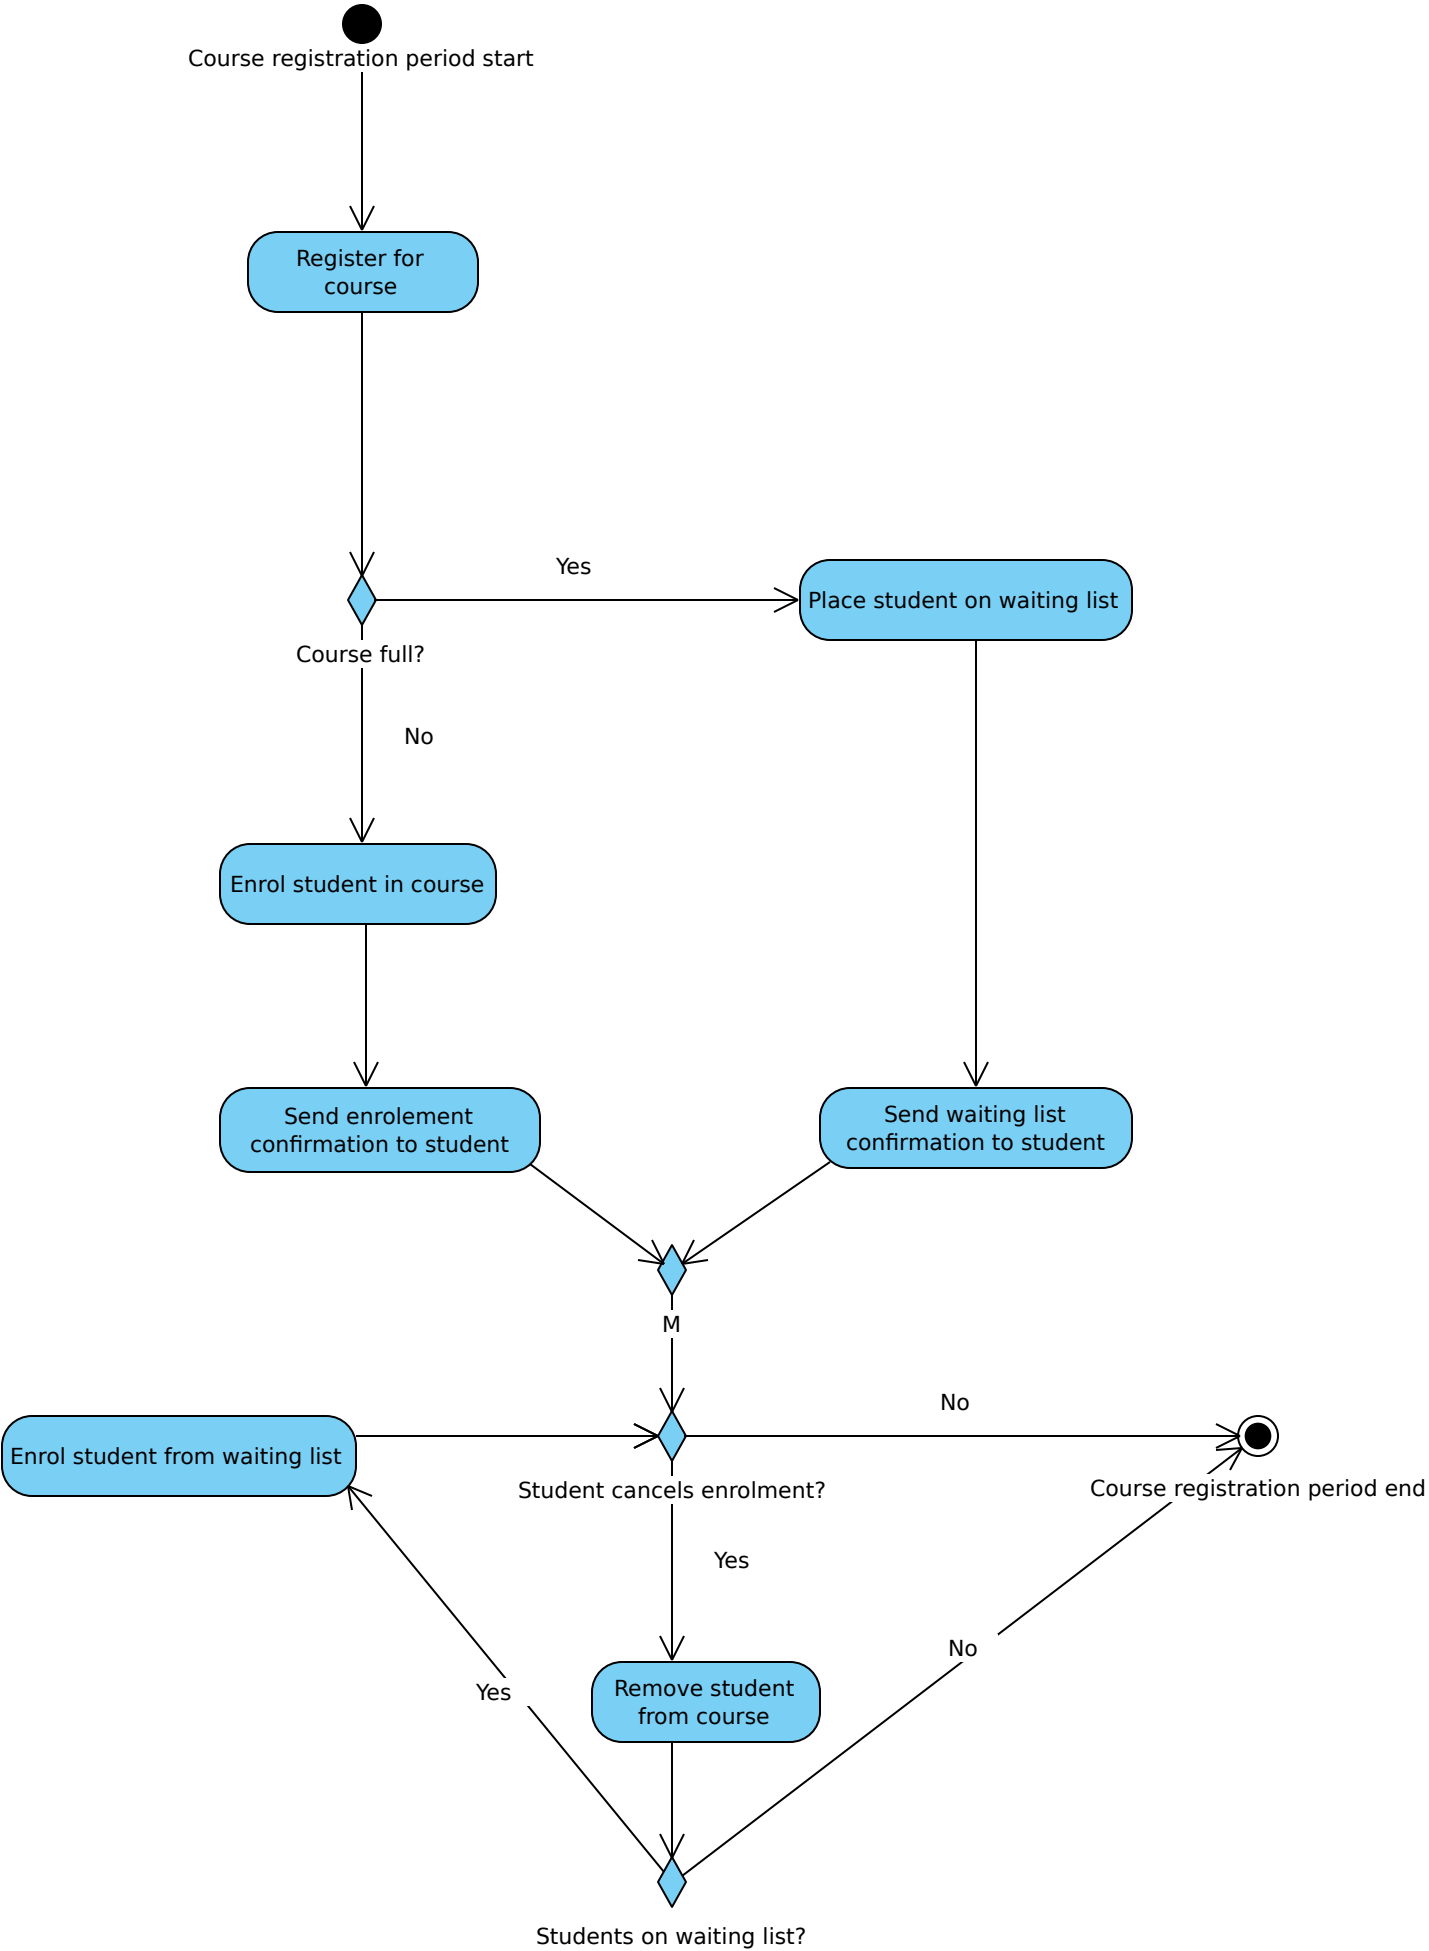 Course registration period start
Register for
course
Yes
Place student on waiting list
Course full?
No
Enrol student in course
Send enrolement
confirmation to student
Send waiting list
confirmation to student
M
No
Enrol student from waiting list
Student cancels enrolment?
Course registration period end
Yes
No
Yes
Remove student
from course
Students on waiting list?